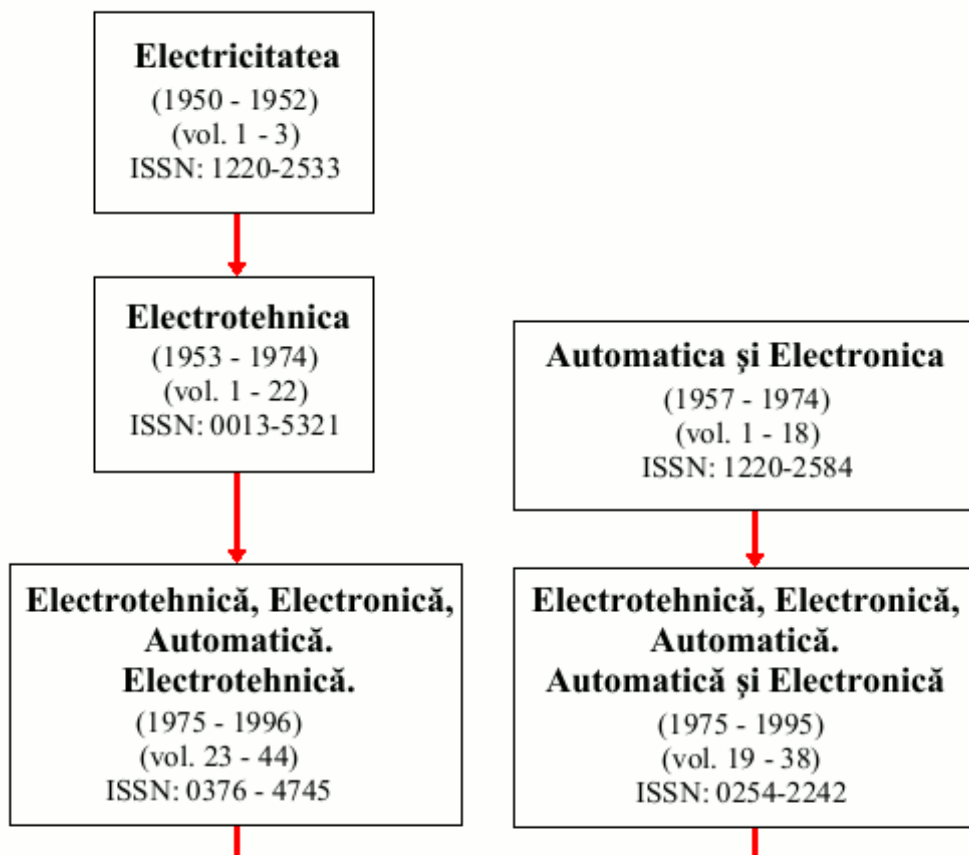 Electricitatea
(1950 - 1952)
(vol. 1 - 3)
ISSN: 1220-2533
Electrotehnica
(1953 - 1974)
(vol. 1 - 22)
ISSN: 0013-5321
Automatica și Electronica
(1957 - 1974)
(vol. 1 - 18)
ISSN: 1220-2584
Electrotehnică, Electronică,
Automatică.
Electrotehnică.
(1975 - 1996)
(vol. 23 - 44)
ISSN: 0376 - 4745
Electrotehnică, Electronică,
Automatică.
Automatică și Electronică
(1975 - 1995)
(vol. 19 - 38)
ISSN: 0254-2242